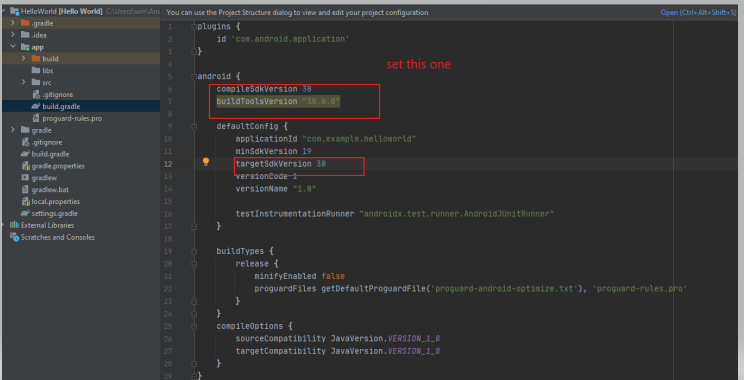 HelloWorld [Hello World] C:\Users\win\And
You can use the Project Structure dialog to view and edit your project configuration
Open (Ctrl+Alt+Shift+S)
.gradle
.idea
app
build
libs
src
.gitignore
build.gradle
proguard-rules.pro
gradle
.gitignore
build.gradle
gradle.properties
gradlew
gradlew.bat
local.properties
settings.gradle
External Libraries
Scratches and Consoles
set this one
1 plugins {
2 id 'com.android.application'
3 }
4
5 android {
6 compileSdkVersion 30
7 buildToolsVersion "30.0.0"
8
9 defaultConfig {
10 applicationId "com.example.helloworld"
11 minSdkVersion 19
12 targetSdkVersion 30
13 versionCode 1
14 versionName "1.0"
15
16 testInstrumentationRunner "androidx.test.runner.AndroidJUnitRunner"
17 }
18
19 buildTypes {
20 release {
21 minifyEnabled false
22 proguardFiles getDefaultProguardFile('proguard-android-optimize.txt'), 'proguard-rules.pro'
23 }
24 }
25 compileOptions {
26 sourceCompatibility JavaVersion.VERSION_1_8
27 targetCompatibility JavaVersion.VERSION_1_8
28 }
29 }